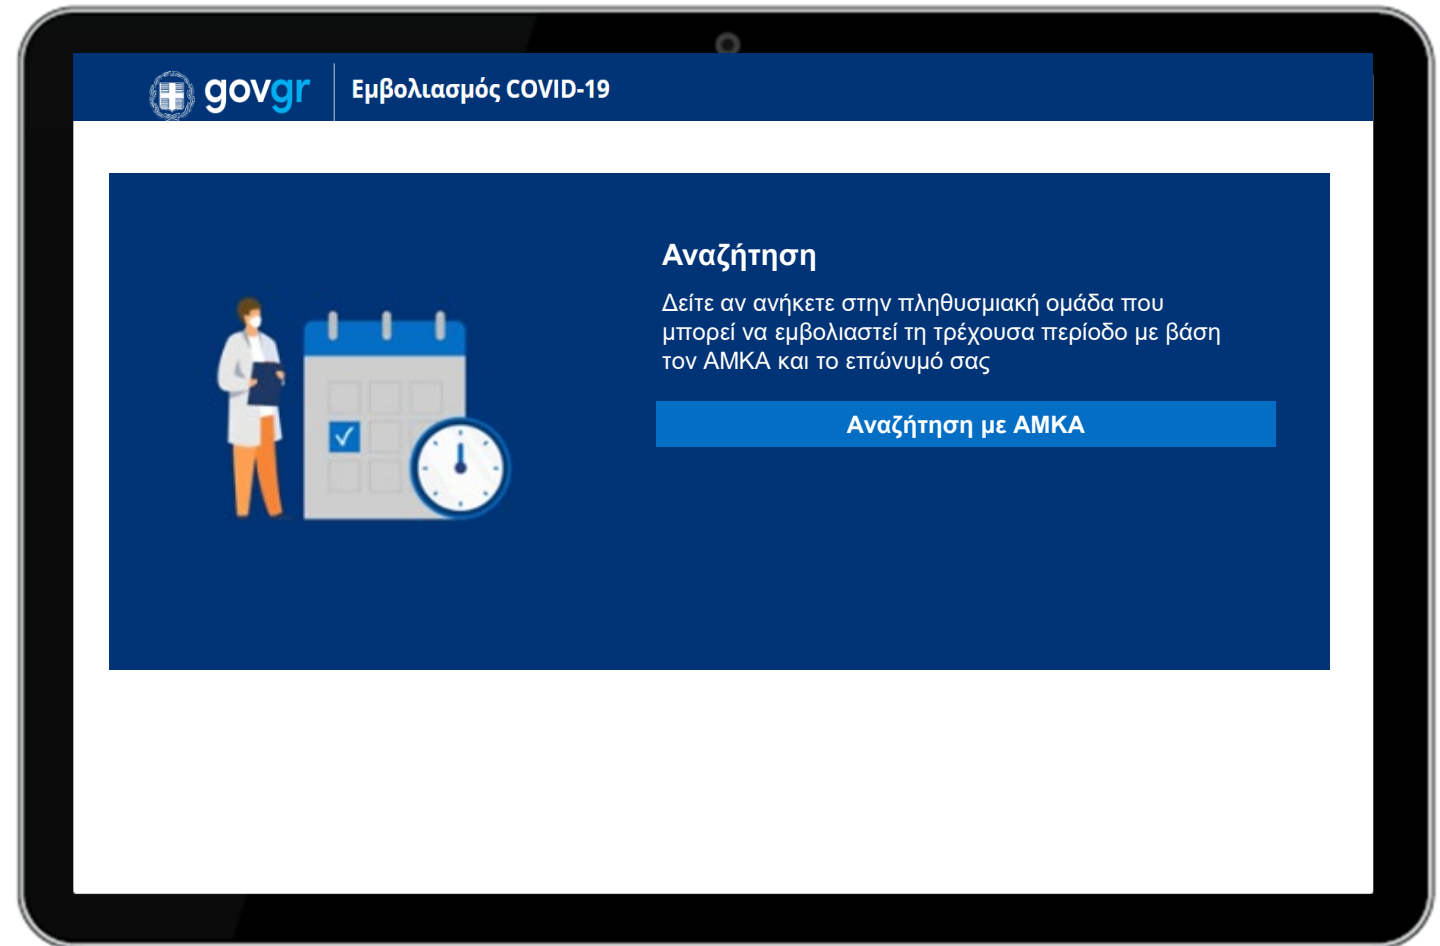 govgr
Εμβολιασμός COVID-19
Αναζήτηση
Δείτε αν ανήκετε στην πληθυσμιακή ομάδα που
μπορεί να εμβολιαστεί τη τρέχουσα περίοδο με βάση
τον ΑΜΚΑ και το επώνυμό σας
Αναζήτηση με ΑΜΚΑ